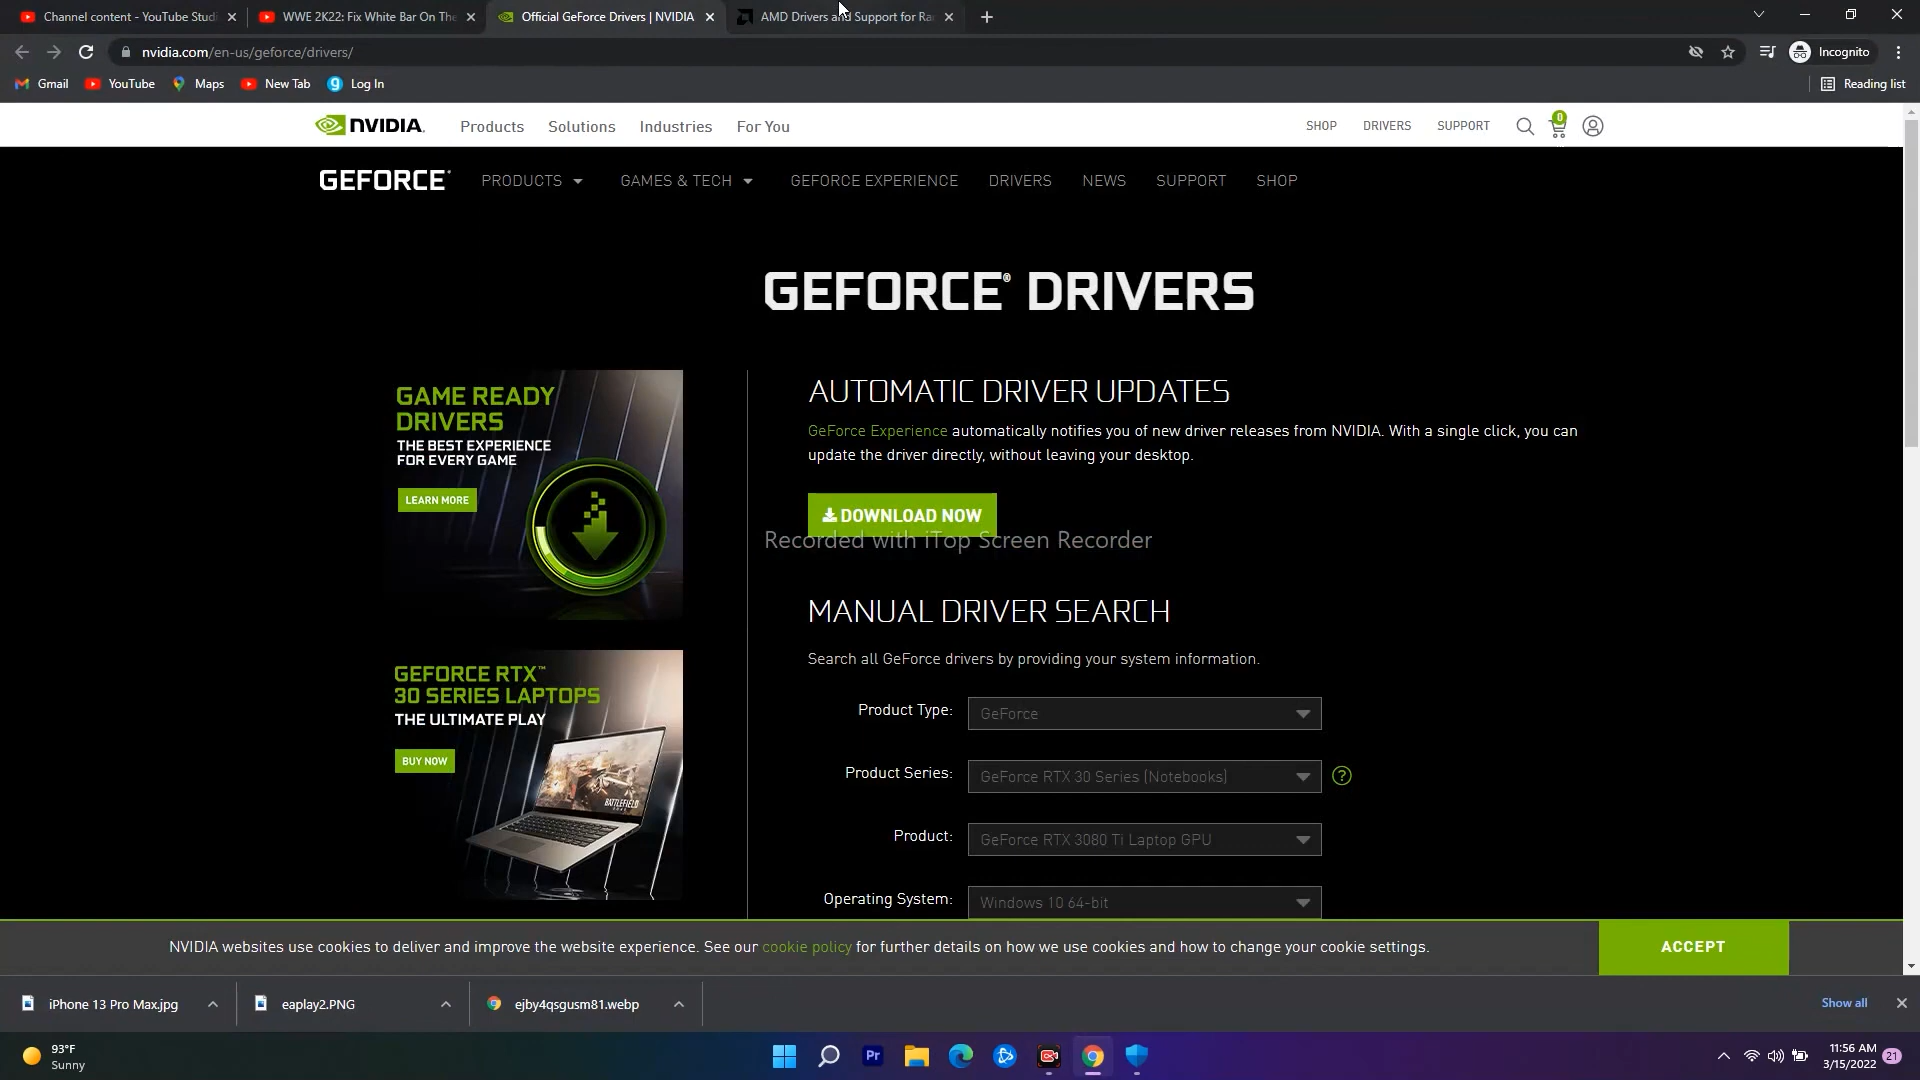 Channel content - YouTube Studi
WWE 2K22: Fix White Bar On The
Official GeForce Drivers | NVIDIA
AMD Drivers and Support for Ra
nvidia.com/en-us/geforce/drivers/
Incognito
Gmail
YouTube
Maps
New Tab
Log In
Reading list
NVIDIA.
Products
Solutions
Industries
For You
SHOP
DRIVERS
SUPPORT
0
GEFORCE
PRODUCTS
GAMES & TECH
GEFORCE EXPERIENCE
DRIVERS
NEWS
SUPPORT
SHOP
GEFORCE® DRIVERS
GAME READY
DRIVERS
THE BEST EXPERIENCE
FOR EVERY GAME
LEARN MORE
GEFORCE RTX™
30 SERIES LAPTOPS
THE ULTIMATE PLAY
BUY NOW
BATTLEFIELD
AUTOMATIC DRIVER UPDATES
GeForce Experience automatically notifies you of new driver releases from NVIDIA. With a single click, you can
update the driver directly, without leaving your desktop.
DOWNLOAD NOW
Recorded with iTop Screen Recorder
MANUAL DRIVER SEARCH
Search all GeForce drivers by providing your system information.
Product Type:
GeForce
Product Series:
GeForce RTX 30 Series (Notebooks)
?
Product:
GeForce RTX 3080 Ti Laptop GPU
Operating System:
Windows 10 64-bit
NVIDIA websites use cookies to deliver and improve the website experience. See our cookie policy for further details on how we use cookies and how to change your cookie settings.
ACCEPT
iPhone 13 Pro Max.jpg
eaplay2.PNG
ejby4qsgusm81.webp
Show all
93°F
Sunny
Pr
11:56 AM
3/15/2022
21